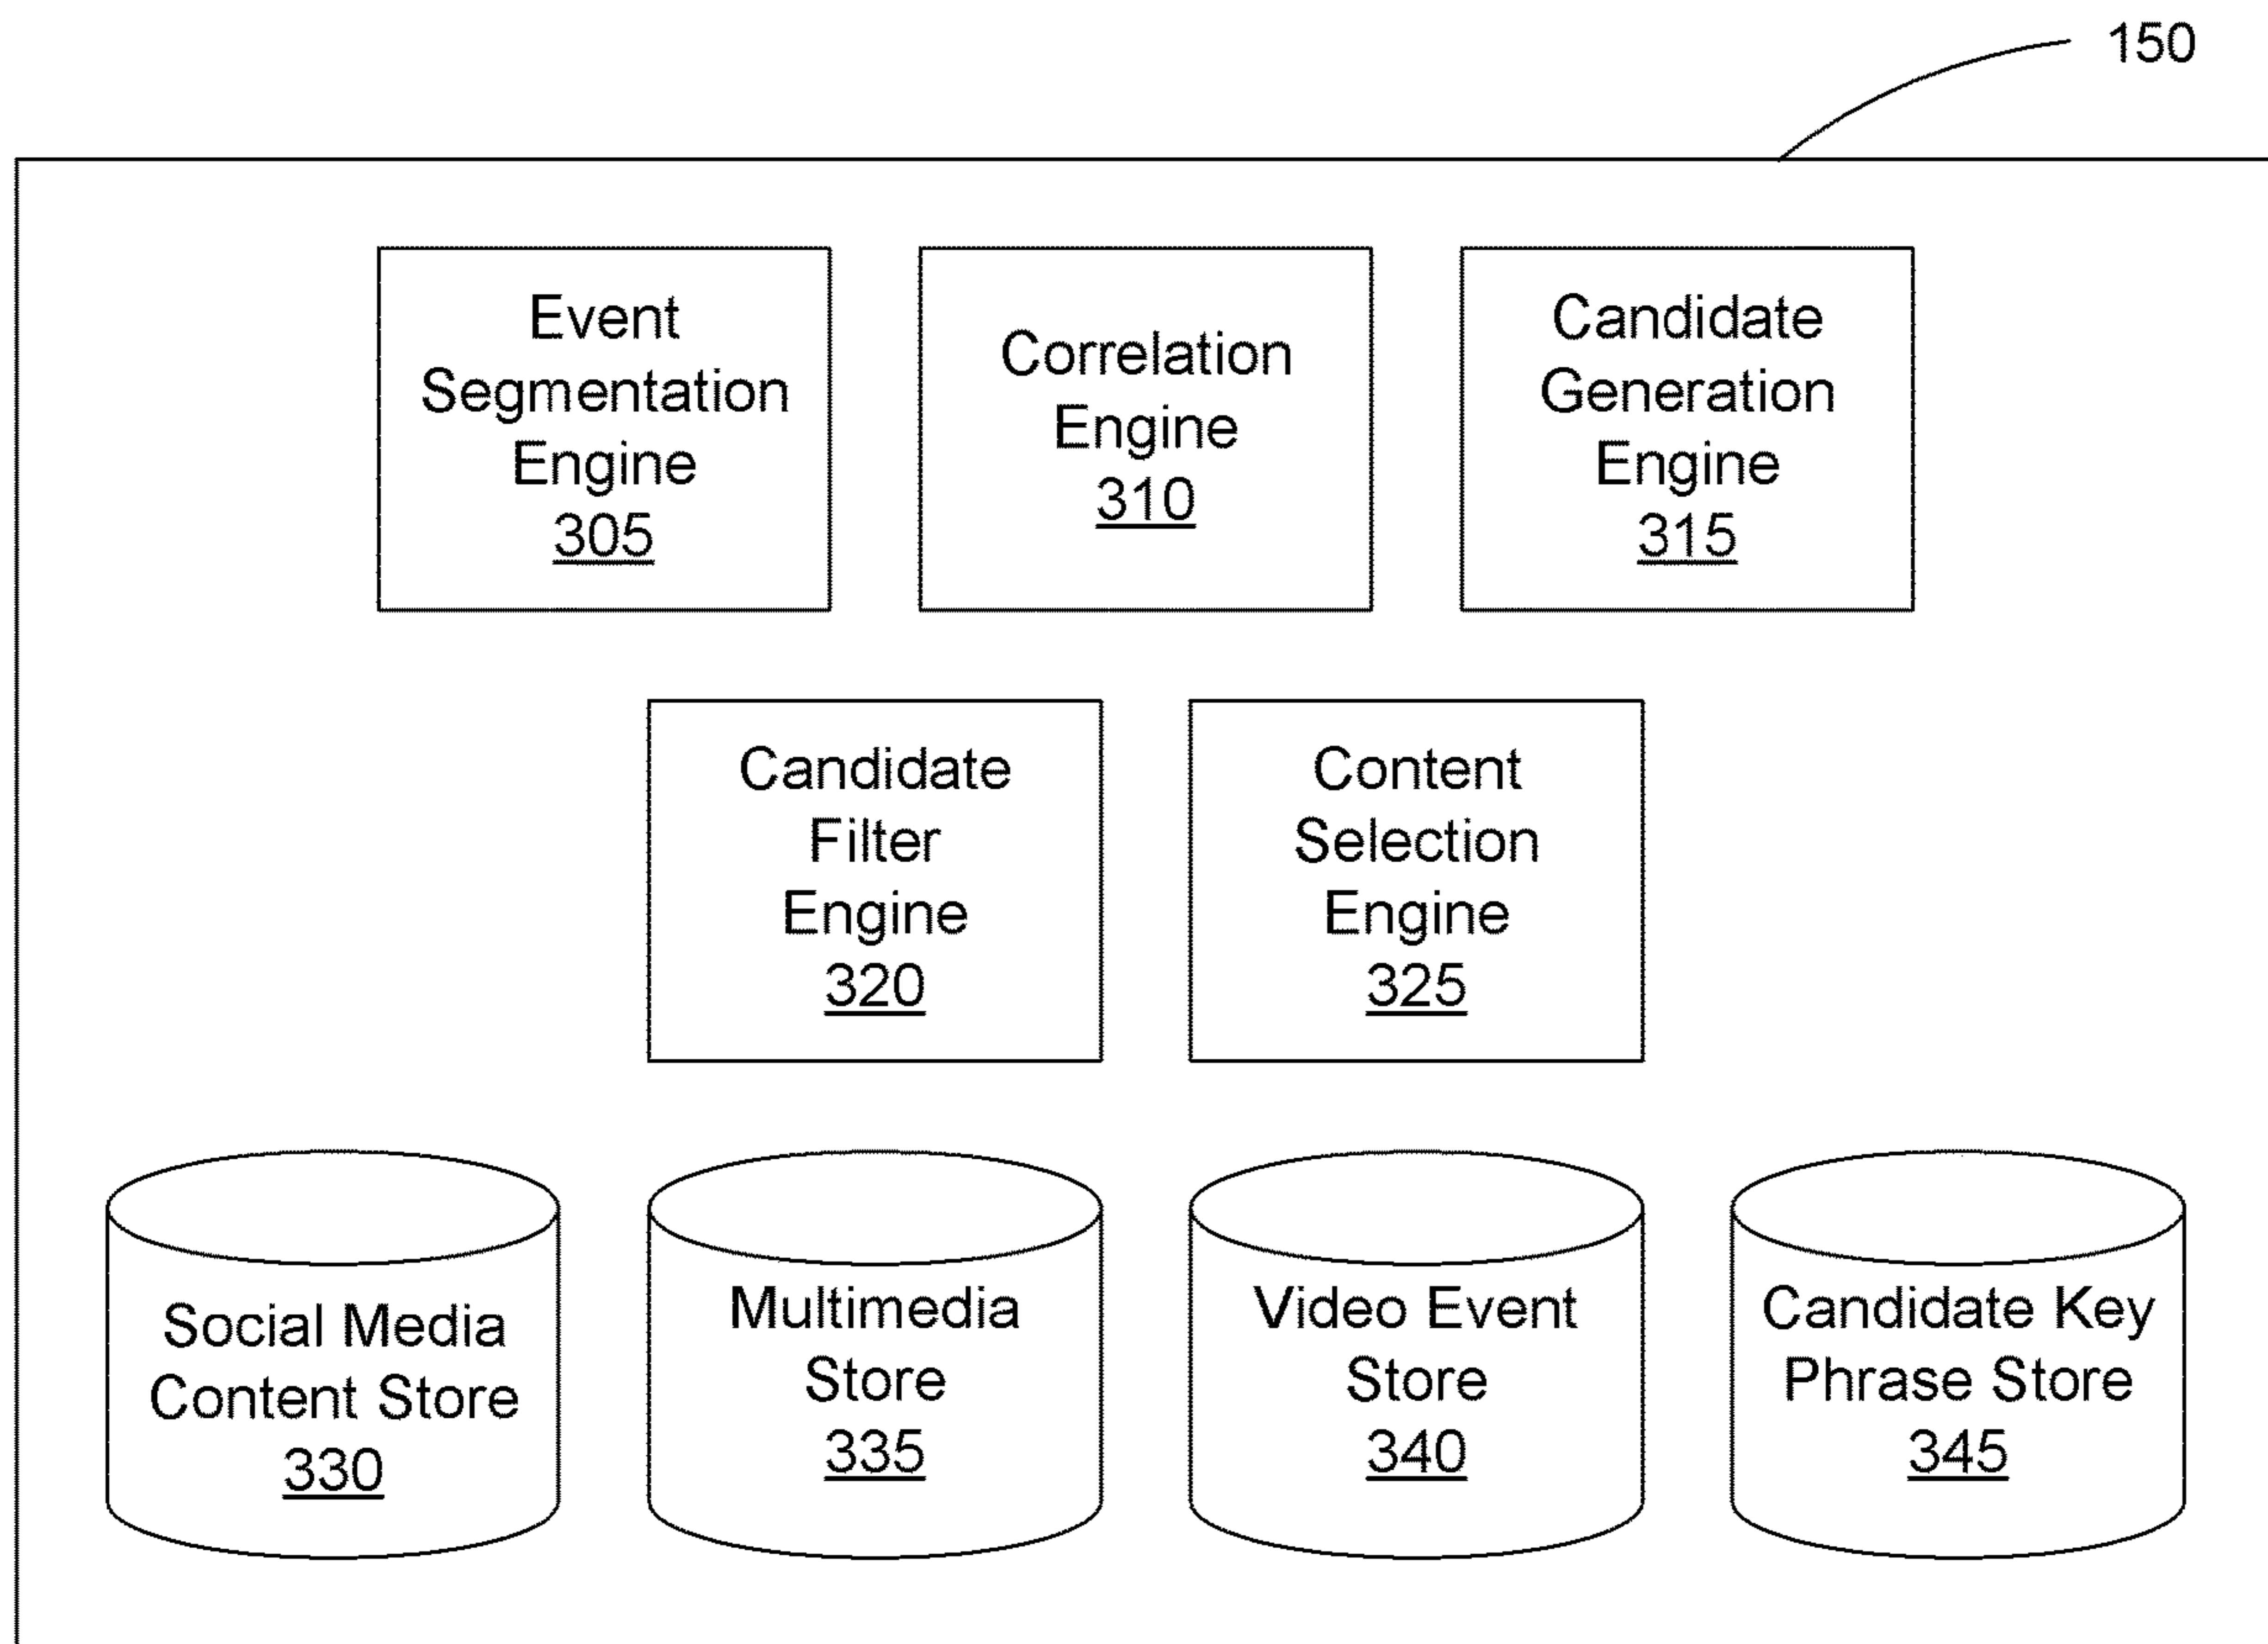 150
Event
Segmentation
Engine
305
Correlation
Engine
310
Candidate
Generation
Engine
315
Candidate
Filter
Engine
320
Content
Selection
Engine
325
Social Media
Content Store
330
Multimedia
Store
335
Video Event
Store
340
Candidate Key
Phrase Store
345